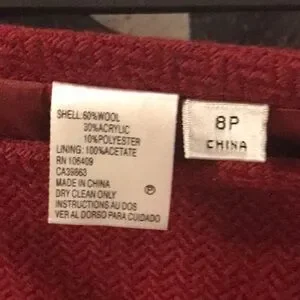 SHELL: 60%WOOL
30%ACRYLIC
10%POLYESTER
LINING: 100%ACETATE
RN 106409
CA39863
MADE IN CHINA
DRY CLEAN ONLY
INSTRUCTIONS AU DOS
VER AL DORSO PARA CUIDADO
P
8P
CHINA